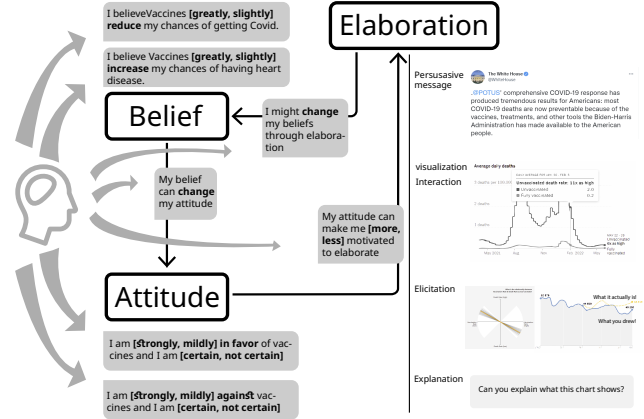 I believeVaccines [greatly, slightly]
reduce my chances of getting Covid.
I believe Vaccines [greatly, slightly]
increase my chances of having heart
disease.
Belief
Elaboration
I might change
my beliefs
through elabora-
tion
My belief
can change
my attitude
My attitude can
make me [more,
less] motivated
to elaborate
Attitude
I am [strongly, mildly] in favor of vac-
cines and I am [certain, not certain]
I am [strongly, mildly] against vac-
cines and I am [certain, not certain]
Persusasive
message
The White House
@WhiteHouse
.@POTUS' comprehensive COVID-19 response has
produced tremendous results for Americans: most
COVID-19 deaths are now preventable because of the
vaccines, treatments, and other tools the Biden-Harris
Administration has made available to the American
people.
visualization
Interaction
Average daily deaths
Unvaccinated death rate: 11x as high
Unvaccinated
Fully vaccinated
Elicitation
What it actually is!
What you drew!
Explanation
Can you explain what this chart shows?